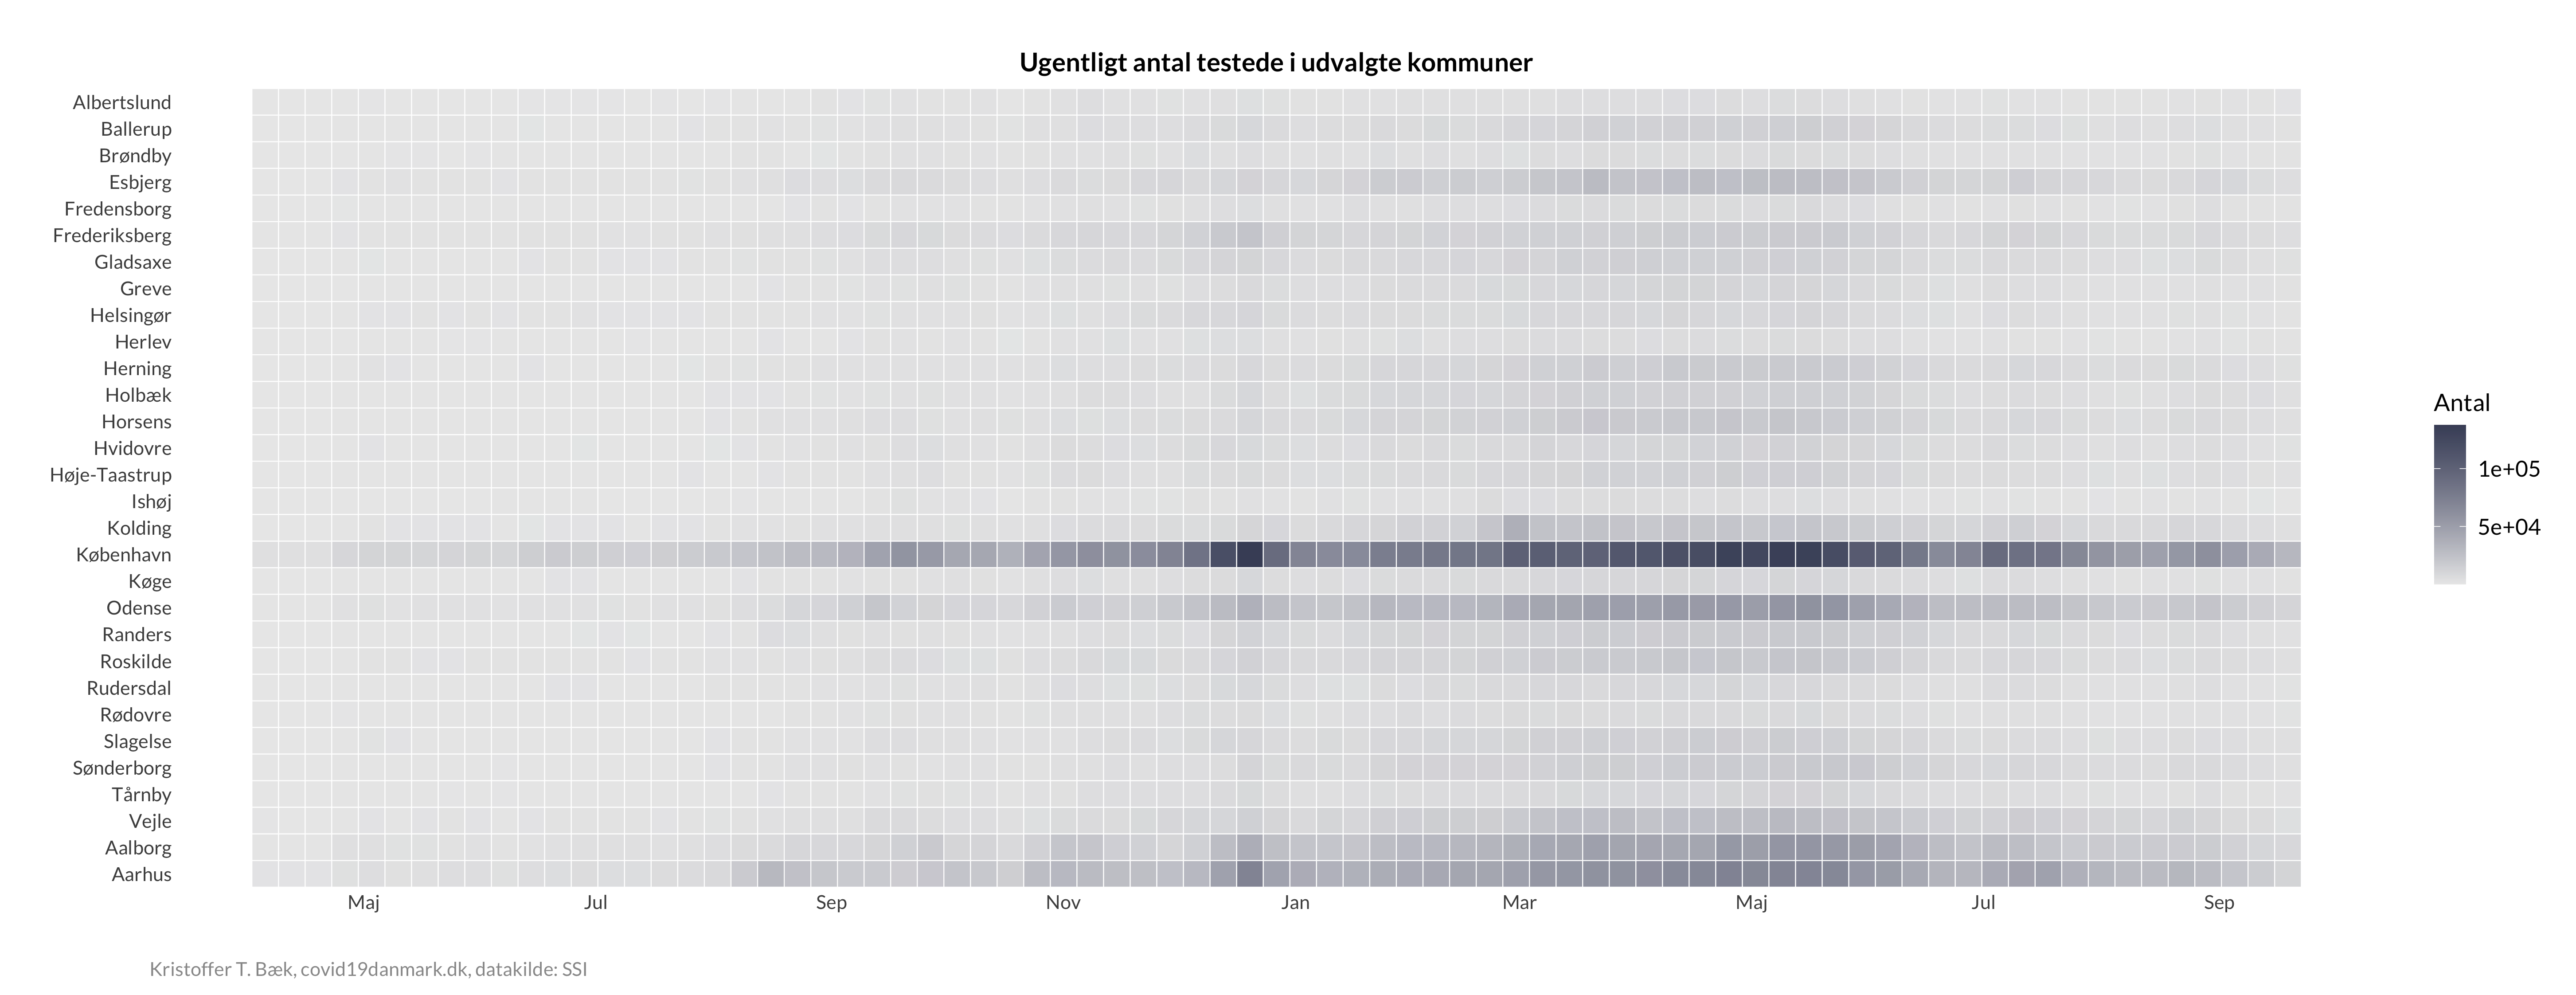 Ugentligt antal testede i udvalgte kommuner
Albertslund
Ballerup
Brøndby
Esbjerg
Fredensborg
Frederiksberg
Gladsaxe
Greve
Helsingør
Herlev
Herning
Holbæk
Horsens
Hvidovre
Høje-Taastrup
Ishøj
Kolding
København
Køge
Odense
Randers
Roskilde
Rudersdal
Rødovre
Slagelse
Sønderborg
Tårnby
Vejle
Aalborg
Aarhus
Maj Jul Sep Nov Jan Mar Maj Jul Sep
Antal
1e+05
5e+04
Kristoffer T. Bæk, covid19danmark.dk, datakilde: SSI